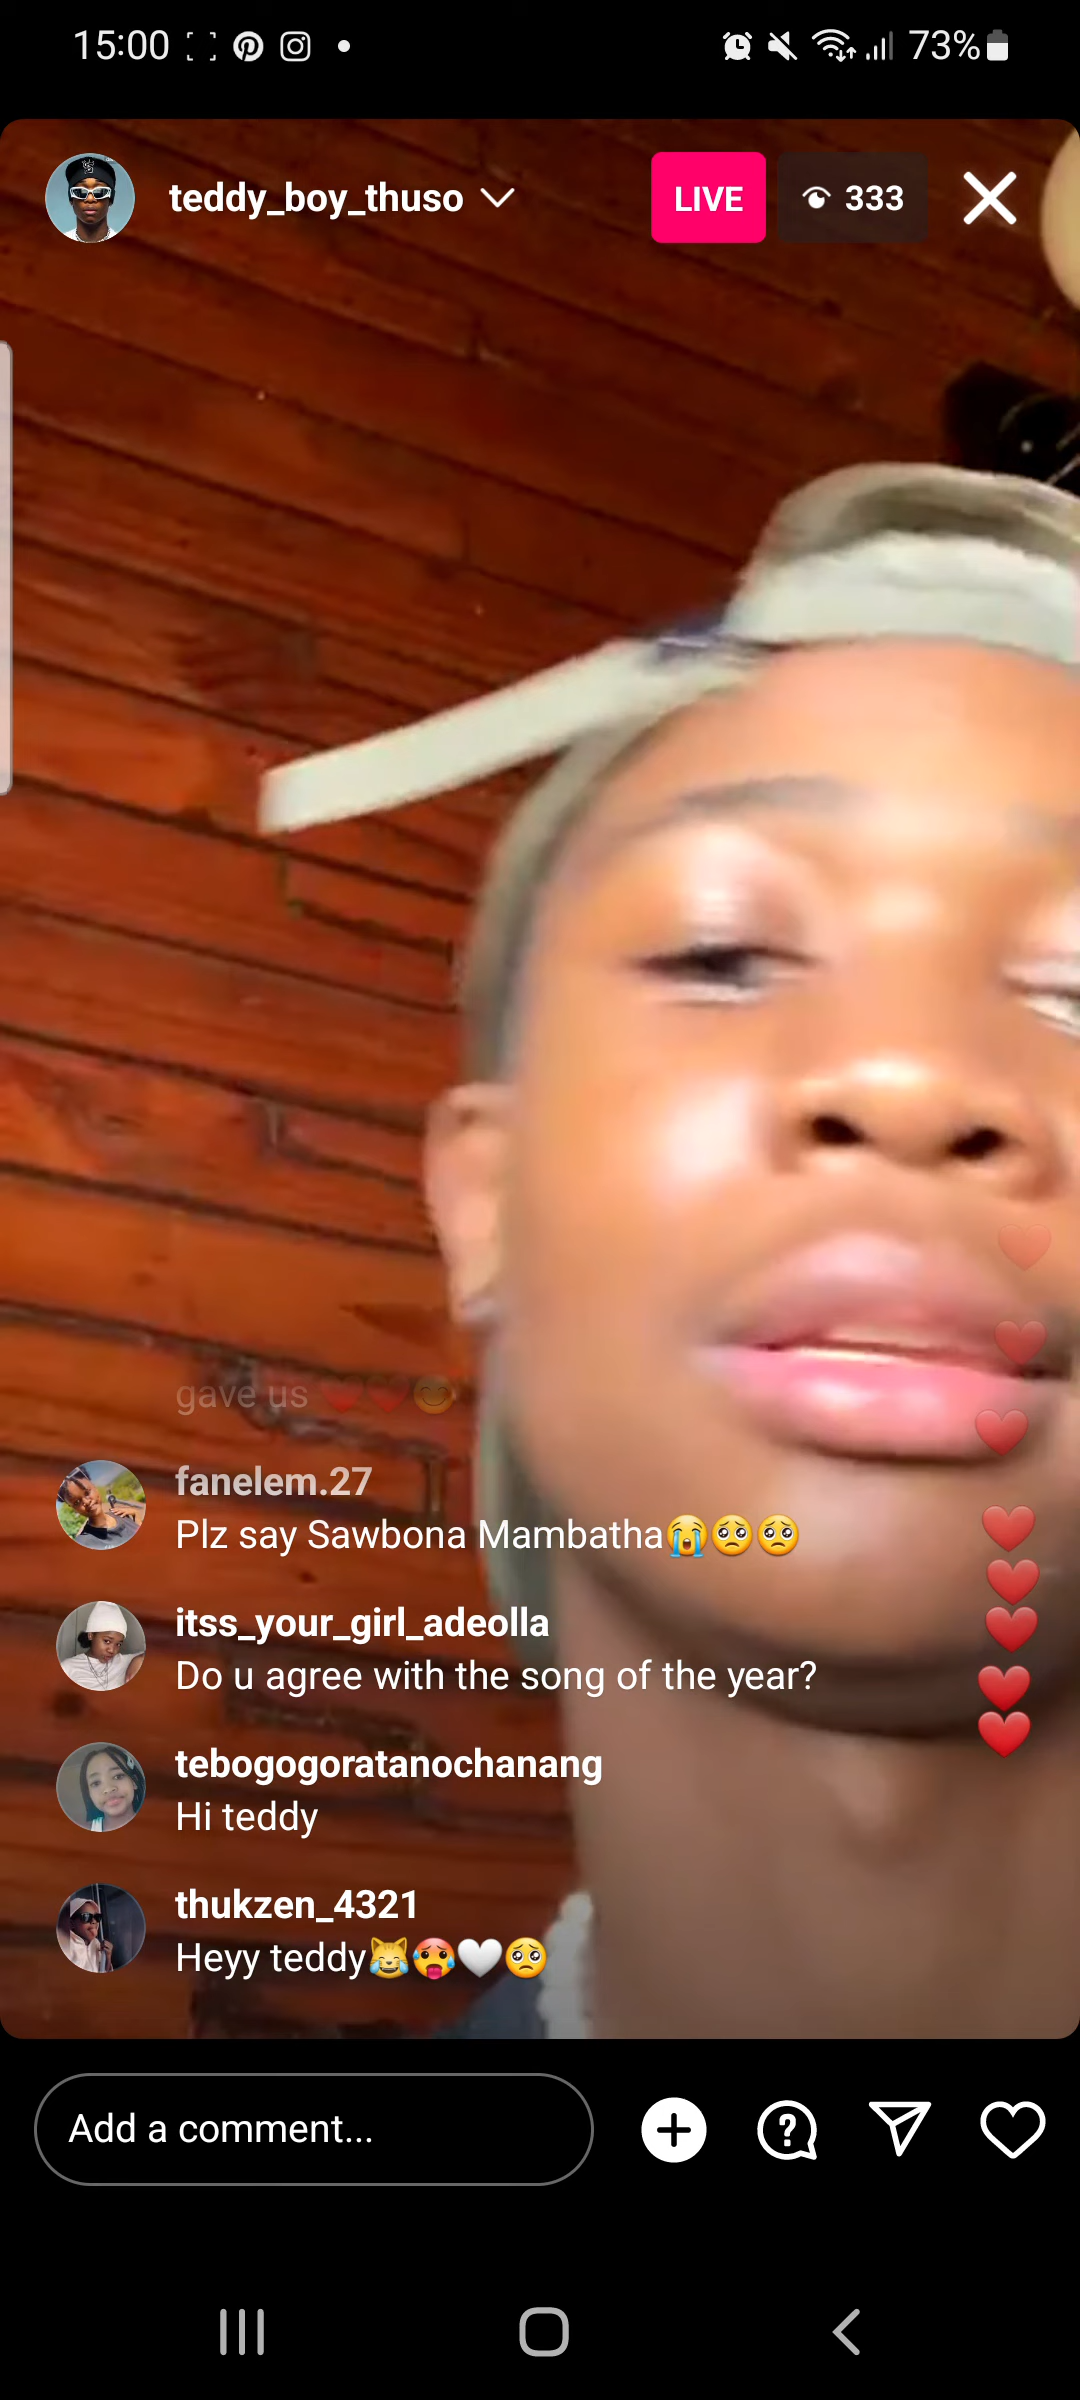 15:00
73%
teddy_boy_thuso
LIVE
333
gave us ❤️❤️😊
fanelem.27
Plz say Sawbona Mambatha😭🥺🥺
itss_your_girl_adeolla
Do u agree with the song of the year?
tebogogoratanochanang
Hi teddy
thukzen_4321
Heyy teddy😹🥵🤍🥺
Add a comment...